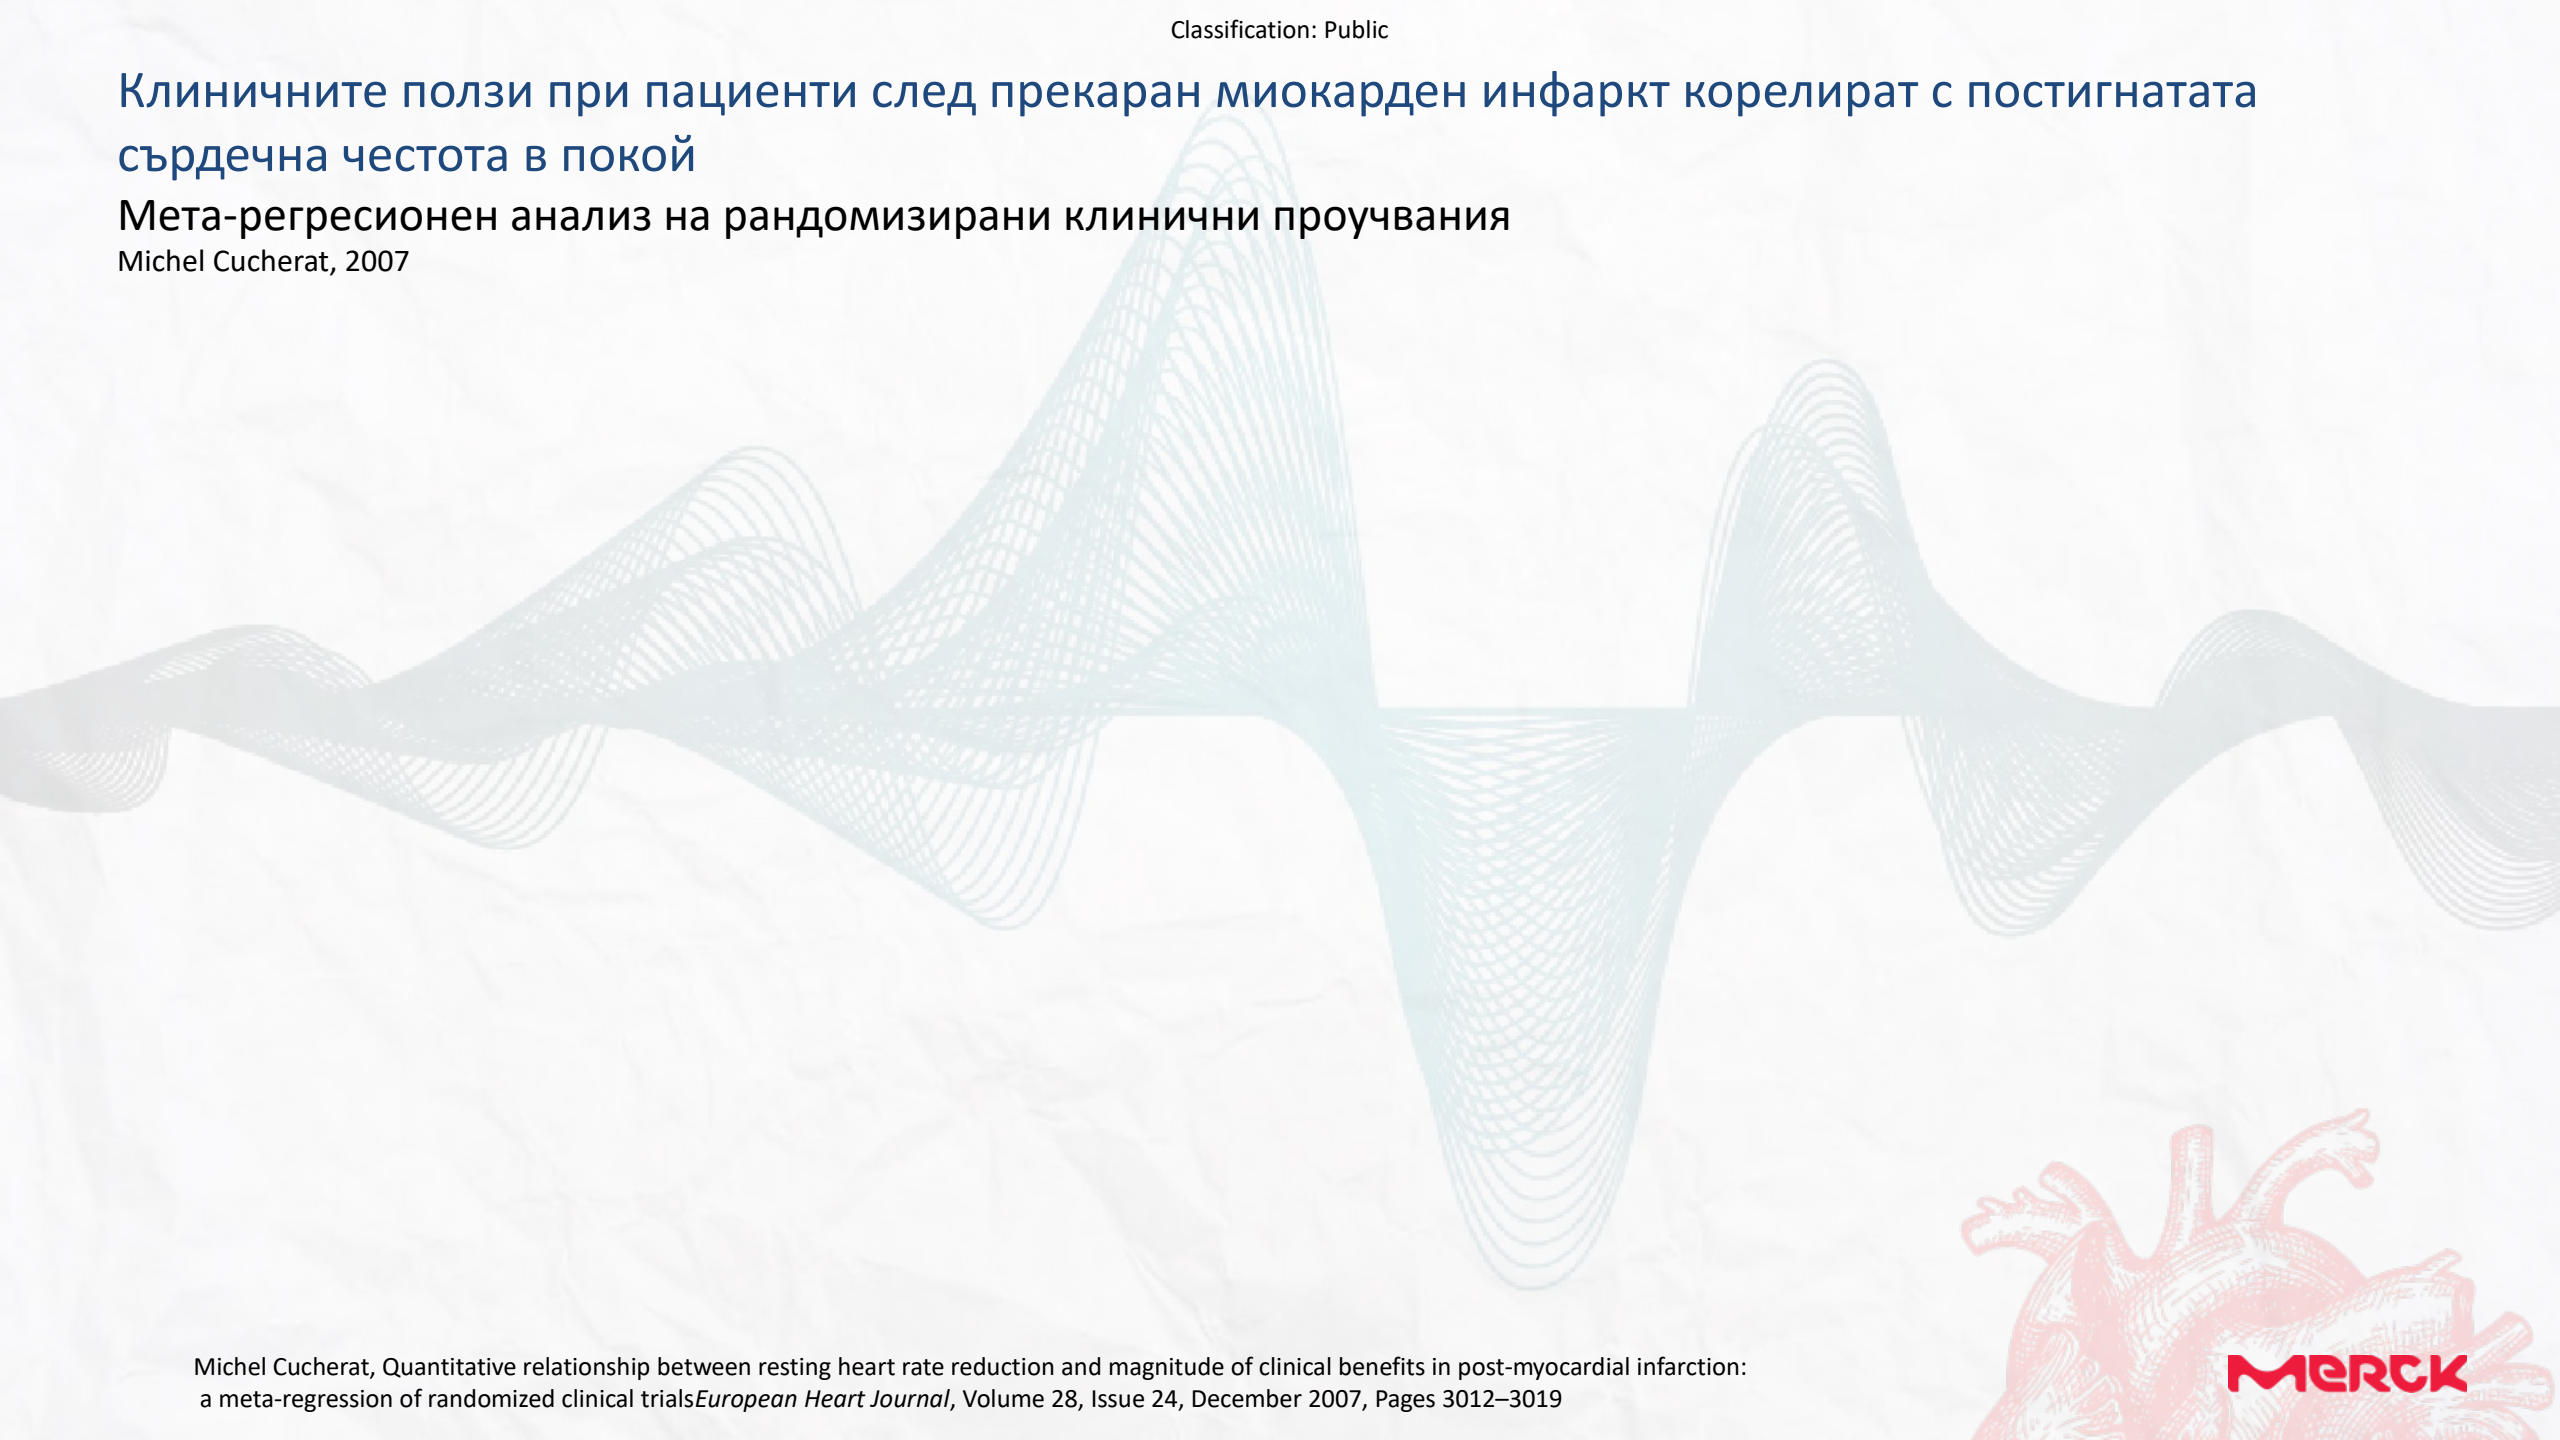 Classification: Public
Клиничните ползи при пациенти след прекаран миокарден инфаркт корелират с постигнатата
сърдечна честота в покой
Мета-регресионен анализ на рандомизирани клинични проучвания
Michel Cucherat, 2007
Michel Cucherat, Quantitative relationship between resting heart rate reduction and magnitude of clinical benefits in post-myocardial infarction:
a meta-regression of randomized clinical trialsEuropean Heart Journal, Volume 28, Issue 24, December 2007, Pages 3012–3019
MERCK